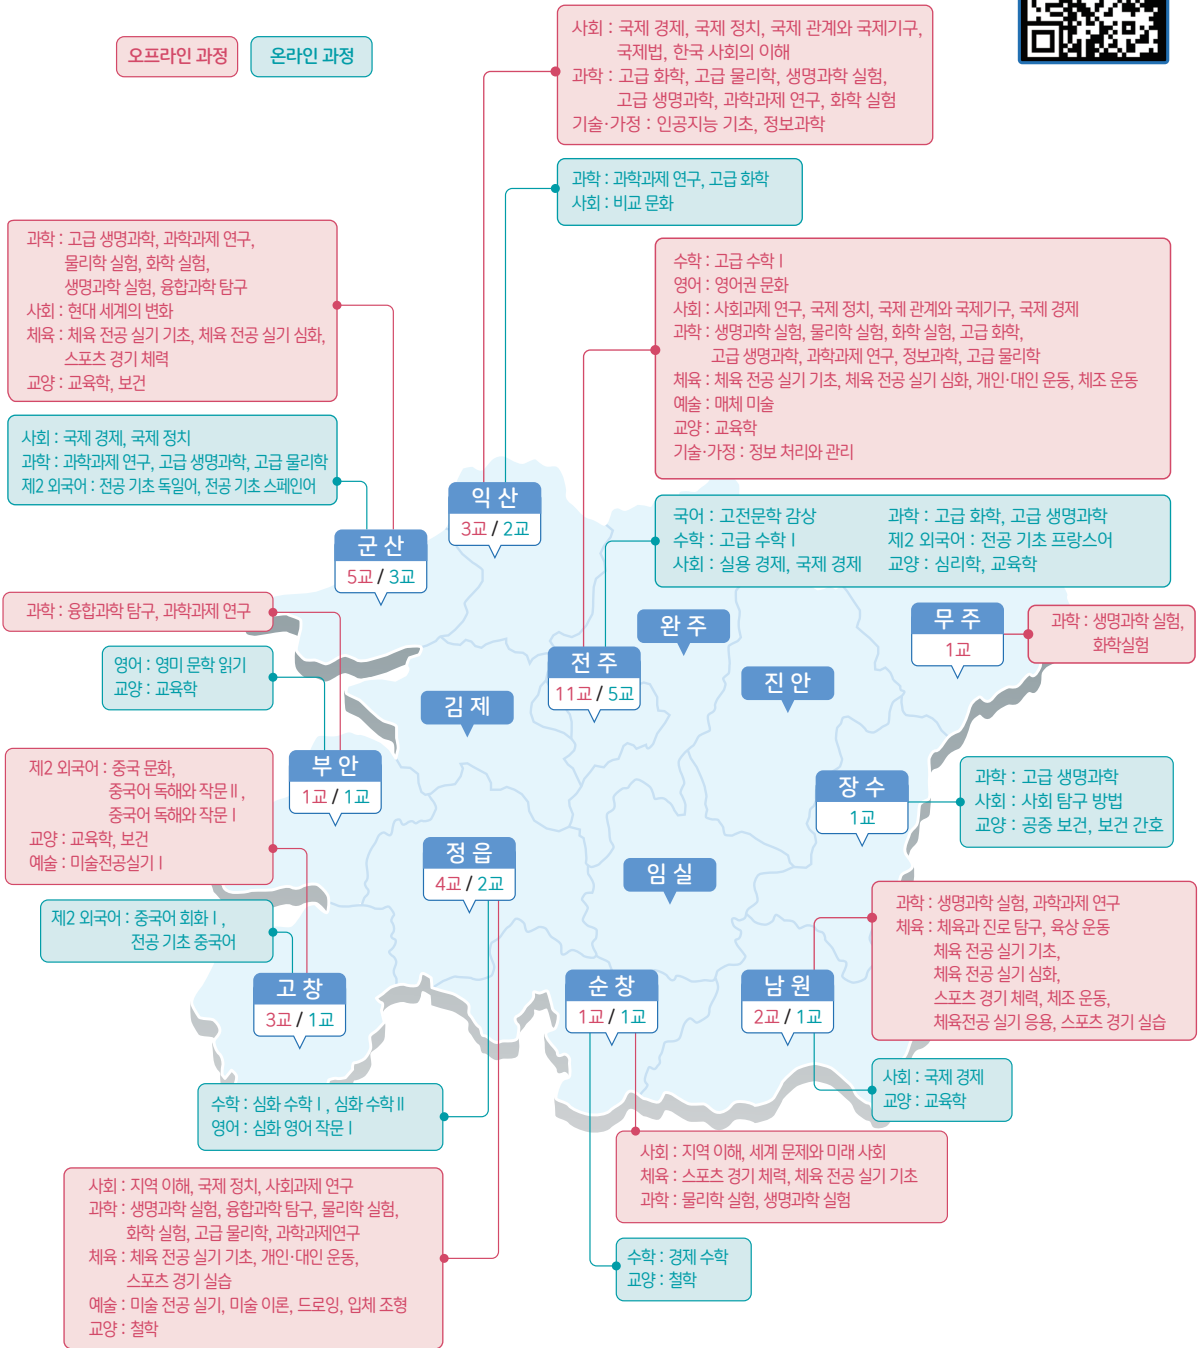 오프라인 과정
온라인 과정
사회 : 국제 경제, 국제 정치, 국제 관계와 국제기구,
국제법, 한국 사회의 이해
과학 : 고급 화학, 고급 물리학, 생명과학 실험,
고급 생명과학, 과학과제 연구, 화학 실험
기술·가정 : 인공지능 기초, 정보과학
과학 : 과학과제 연구, 고급 화학
사회 : 비교 문화
과학 : 고급 생명과학, 과학과제 연구,
물리학 실험, 화학 실험,
생명과학 실험, 융합과학 탐구
사회 : 현대 세계의 변화
체육 : 체육 전공 실기 기초, 체육 전공 실기 심화,
스포츠 경기 체력
교양 : 교육학, 보건
수학 : 고급 수학 Ⅰ
영어 : 영어권 문화
사회 : 사회과제 연구, 국제 정치, 국제 관계와 국제기구, 국제 경제
과학 : 생명과학 실험, 물리학 실험, 화학 실험, 고급 화학,
고급 생명과학, 과학과제 연구, 정보과학, 고급 물리학
체육 : 체육 전공 실기 기초, 체육 전공 실기 심화, 개인·대인 운동, 체조 운동
예술 : 매체 미술
교양 : 교육학
기술·가정 : 정보 처리와 관리
사회 : 국제 경제, 국제 정치
과학 : 과학과제 연구, 고급 생명과학, 고급 물리학
제2 외국어 : 전공 기초 독일어, 전공 기초 스페인어
익 산
3교 / 2교
군 산
5교 / 3교
국어 : 고전문학 감상
수학 : 고급 수학 Ⅰ
사회 : 실용 경제, 국제 경제
과학 : 고급 화학, 고급 생명과학
제2 외국어 : 전공 기초 프랑스어
교양 : 심리학, 교육학
과학 : 융합과학 탐구, 과학과제 연구
완 주
무 주
1교
과학 : 생명과학 실험,
화학실험
영어 : 영미 문학 읽기
교양 : 교육학
전 주
11교 / 5교
진 안
김 제
부 안
1교 / 1교
제2 외국어 : 중국 문화,
중국어 독해와 작문 Ⅱ,
중국어 독해와 작문 Ⅰ
교양 : 교육학, 보건
예술 : 미술전공실기 Ⅰ
장 수
1교
과학 : 고급 생명과학
사회 : 사회 탐구 방법
교양 : 공중 보건, 보건 간호
정 읍
4교 / 2교
임 실
제2 외국어 : 중국어 회화 Ⅰ,
전공 기초 중국어
과학 : 생명과학 실험, 과학과제 연구
체육 : 체육과 진로 탐구, 육상 운동
체육 전공 실기 기초,
체육 전공 실기 심화,
스포츠 경기 체력, 체조 운동,
체육전공 실기 응용, 스포츠 경기 실습
고 창
3교 / 1교
순 창
1교 / 1교
남 원
2교 / 1교
사회 : 국제 경제
교양 : 교육학
수학 : 심화 수학 Ⅰ, 심화 수학 Ⅱ
영어 : 심화 영어 작문 Ⅰ
사회 : 지역 이해, 세계 문제와 미래 사회
체육 : 스포츠 경기 체력, 체육 전공 실기 기초
과학 : 물리학 실험, 생명과학 실험
사회 : 지역 이해, 국제 정치, 사회과제 연구
과학 : 생명과학 실험, 융합과학 탐구, 물리학 실험,
화학 실험, 고급 물리학, 과학과제연구
체육 : 체육 전공 실기 기초, 개인·대인 운동,
스포츠 경기 실습
예술 : 미술 전공 실기, 미술 이론, 드로잉, 입체 조형
교양 : 철학
수학 : 경제 수학
교양 : 철학